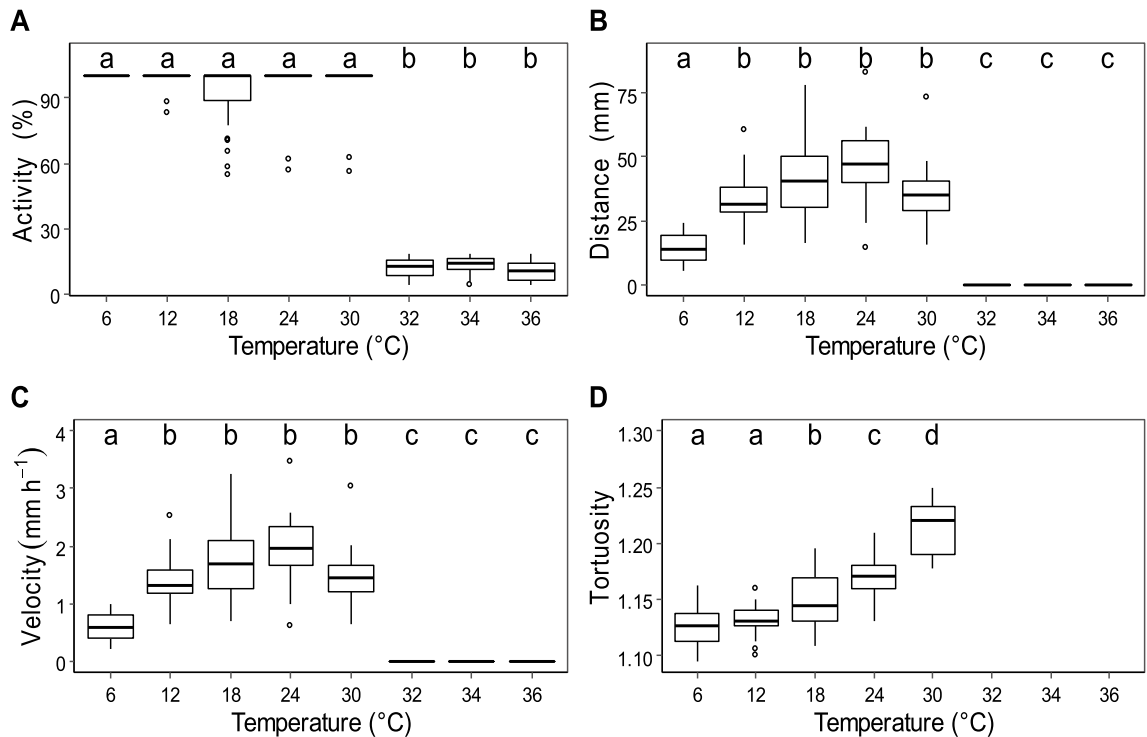 A
a a a a a b b b
90
60
30
0
Activity (%)
6 12 18 24 30 32 34 36
Temperature (°C)
B
a b b b b c c c
75
50
25
0
Distance (mm)
6 12 18 24 30 32 34 36
Temperature (°C)
C
a b b b b c c c
4
3
2
1
0
Velocity (mm h⁻¹)
6 12 18 24 30 32 34 36
Temperature (°C)
D
a a b c d
1.30
1.25
1.20
1.15
1.10
Tortuosity
6 12 18 24 30 32 34 36
Temperature (°C)